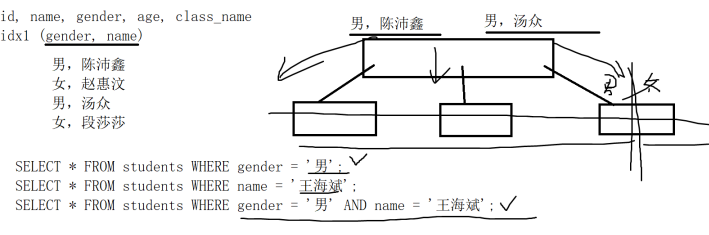 id, name, gender, age, class_name
idx1 (gender, name)
男，陈沛鑫
女，赵惠汶
男，汤众
女，段莎莎
男，陈沛鑫
男，汤众
男 女
SELECT * FROM students WHERE gender = '男';
SELECT * FROM students WHERE name = '王海斌';
SELECT * FROM students WHERE gender = '男' AND name = '王海斌';